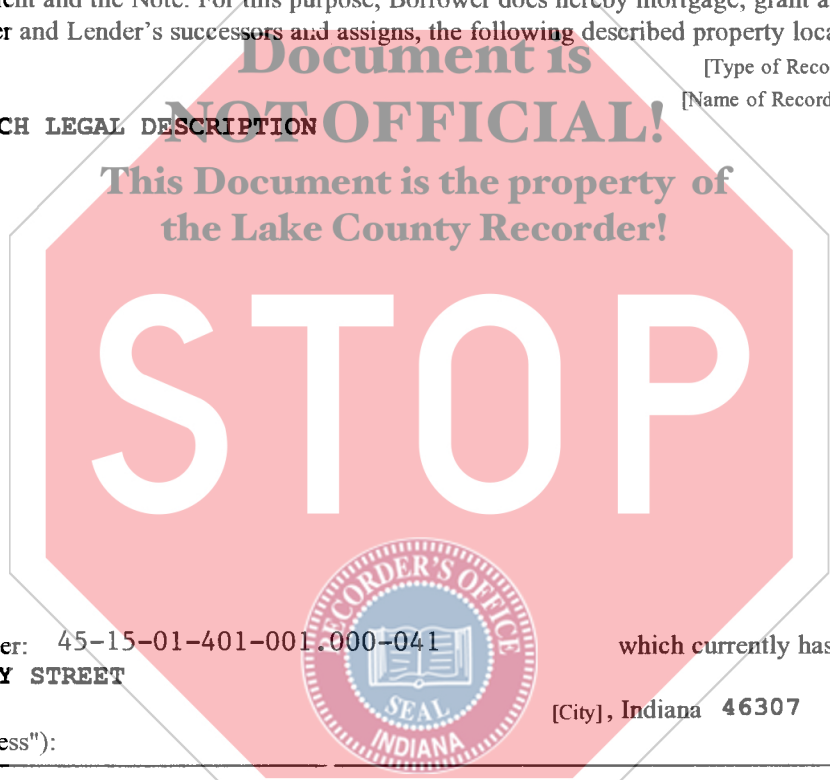 ent and the Note. For this purpose, Borrower does hereby mortgage, grant a
er and Lender's successors and assigns, the following described property loca
Document is
[Type of Reco
NOT OFFICIAL!
[Name of Record
CH LEGAL DESCRIPTION
This Document is the property of
the Lake County Recorder!
STOP
RECORDER'S OFFICE
SEAL
INDIANA
er: 45-15-01-401-001.000-041 which currently has
Y STREET
[City], Indiana 46307
ess"):